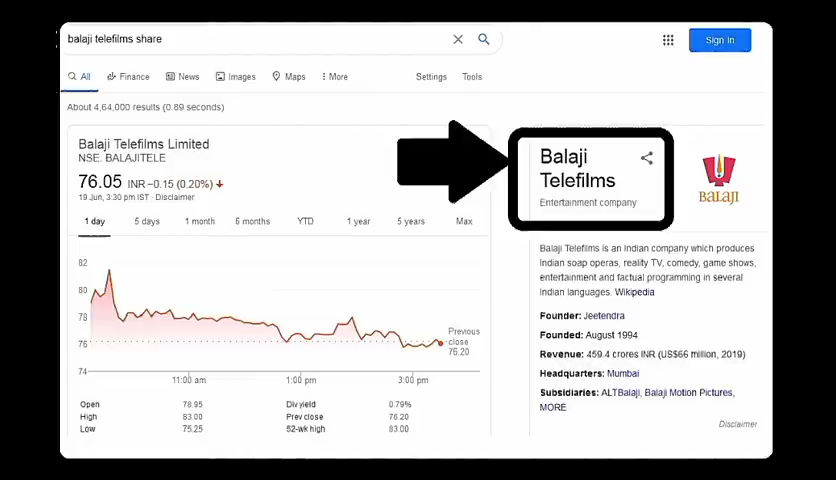 balaji telefilms share
Sign in
All Finance News Images Maps More Settings Tools
About 4,64,000 results (0.89 seconds)
Balaji Telefilms Limited
NSE. BALAJITELE
76.05 INR −0.15 (0.20%)
19 Jun, 3:30 pm IST · Disclaimer
1 day 5 days 1 month 6 months YTD 1 year 5 years Max
82
80
78
76
74
Previous
close
76.20
11:00 am 1:00 pm 3:00 pm
Open 78.95 Div yield 0.79%
High 83.00 Prev close 76.20
Low 75.25 52-wk high 83.00
Balaji
Telefilms
Entertainment company
BALAJI
Balaji Telefilms is an Indian company which produces
Indian soap operas, reality TV, comedy, game shows,
entertainment and factual programming in several
Indian languages. Wikipedia
Founder: Jeetendra
Founded: August 1994
Revenue: 459.4 crores INR (US$66 million, 2019)
Headquarters: Mumbai
Subsidiaries: ALTBalaji, Balaji Motion Pictures,
MORE
Disclaimer